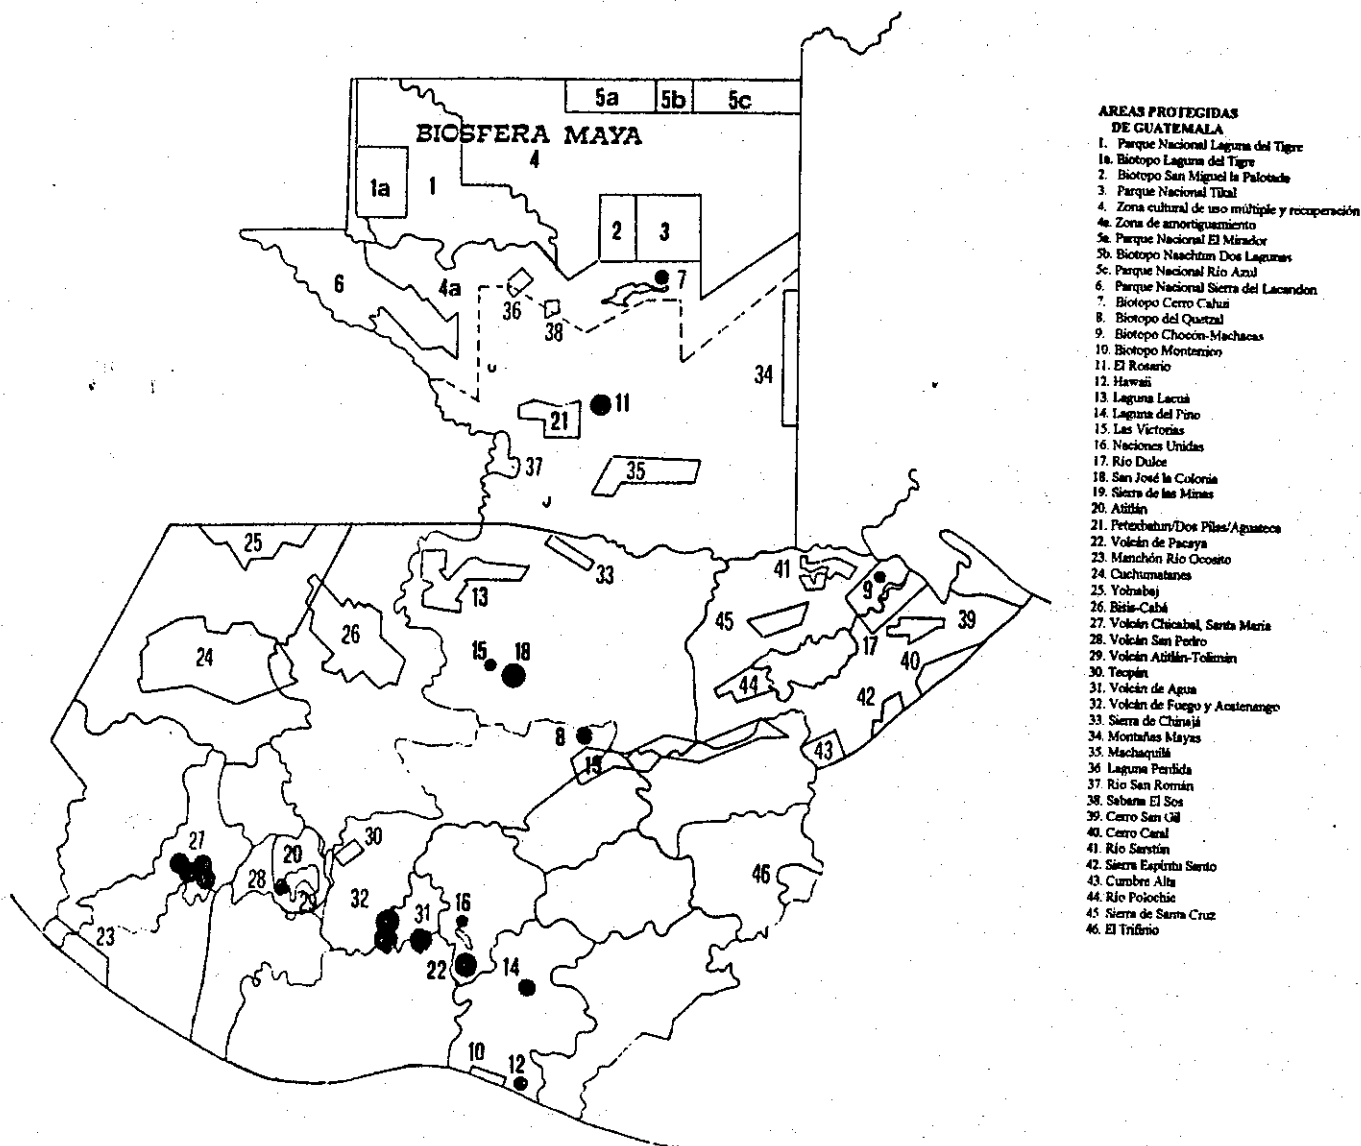 5a 5b 5c
BIOSFERA MAYA
4
1a 1
2 3
6 4a 7
36
38
34
11
21
37 35
25 41
33
13 9
45 39
26 17
24 15 18 40
44
42
8
43
19
27 30
20
46
28
29
32 31 16
23
22 14
10 12
AREAS PROTEGIDAS
DE GUATEMALA
1. Parque Nacional Laguna del Tigre
1a. Biotopo Laguna del Tigre
2. Biotopo San Miguel la Palotada
3. Parque Nacional Tikal
4. Zona cultural de uso múltiple y recuperación
4a. Zona de amortiguamiento
5a. Parque Nacional El Mirador
5b. Biotopo Naachtun Dos Lagunas
5c. Parque Nacional Río Azul
6. Parque Nacional Sierra del Lacandon
7. Biotopo Cerro Cahui
8. Biotopo del Quetzal
9. Biotopo Chocón-Machacas
10. Biotopo Monterrico
11. El Rosario
12. Hawaii
13. Laguna Lacuá
14. Laguna del Pino
15. Las Victorias
16. Naciones Unidas
17. Río Dulce
18. San José la Colonia
19. Sierra de las Minas
20. Atitlán
21. Petexbatun/Dos Pilas/Aguateca
22. Volcán de Pacaya
23. Manchón Río Ocosito
24. Cuchumatanes
25. Yolnabaj
26. Bisis-Cabá
27. Volcán Chicabal, Santa María
28. Volcán San Pedro
29. Volcán Atitlán-Tolimán
30. Tecpán
31. Volcán de Agua
32. Volcán de Fuego y Acatenango
33. Sierra de Chinajá
34. Montañas Mayas
35. Machaquilá
36 Laguna Perdida
37. Río San Román
38. Sabana El Sos
39. Cerro San Gil
40. Cerro Caral
41. Río Sarstún
42. Sierra Espíritu Santo
43. Cumbre Alta
44. Río Polochic
45 Sierra de Santa Cruz
46. El Trifinio